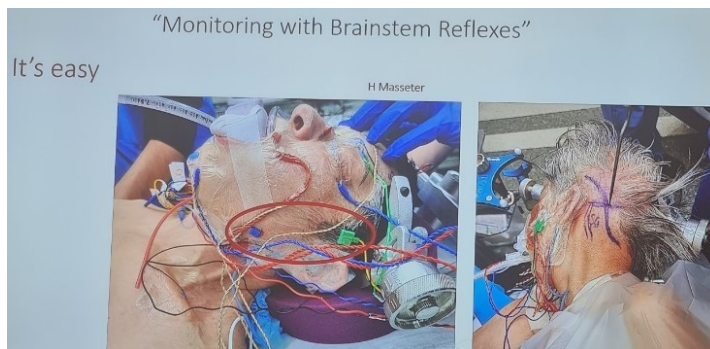 “Monitoring with Brainstem Reflexes”
It’s easy
H Masseter